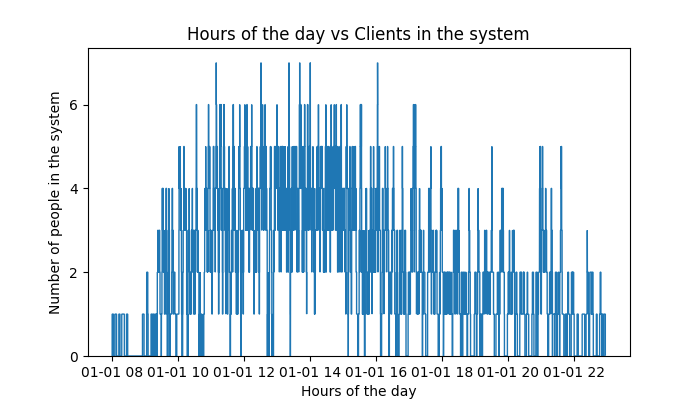 Hours of the day vs Clients in the system
Number of people in the system
6
4
2
0
01-01 08 01-01 10 01-01 12 01-01 14 01-01 16 01-01 18 01-01 20 01-01 22
Hours of the day